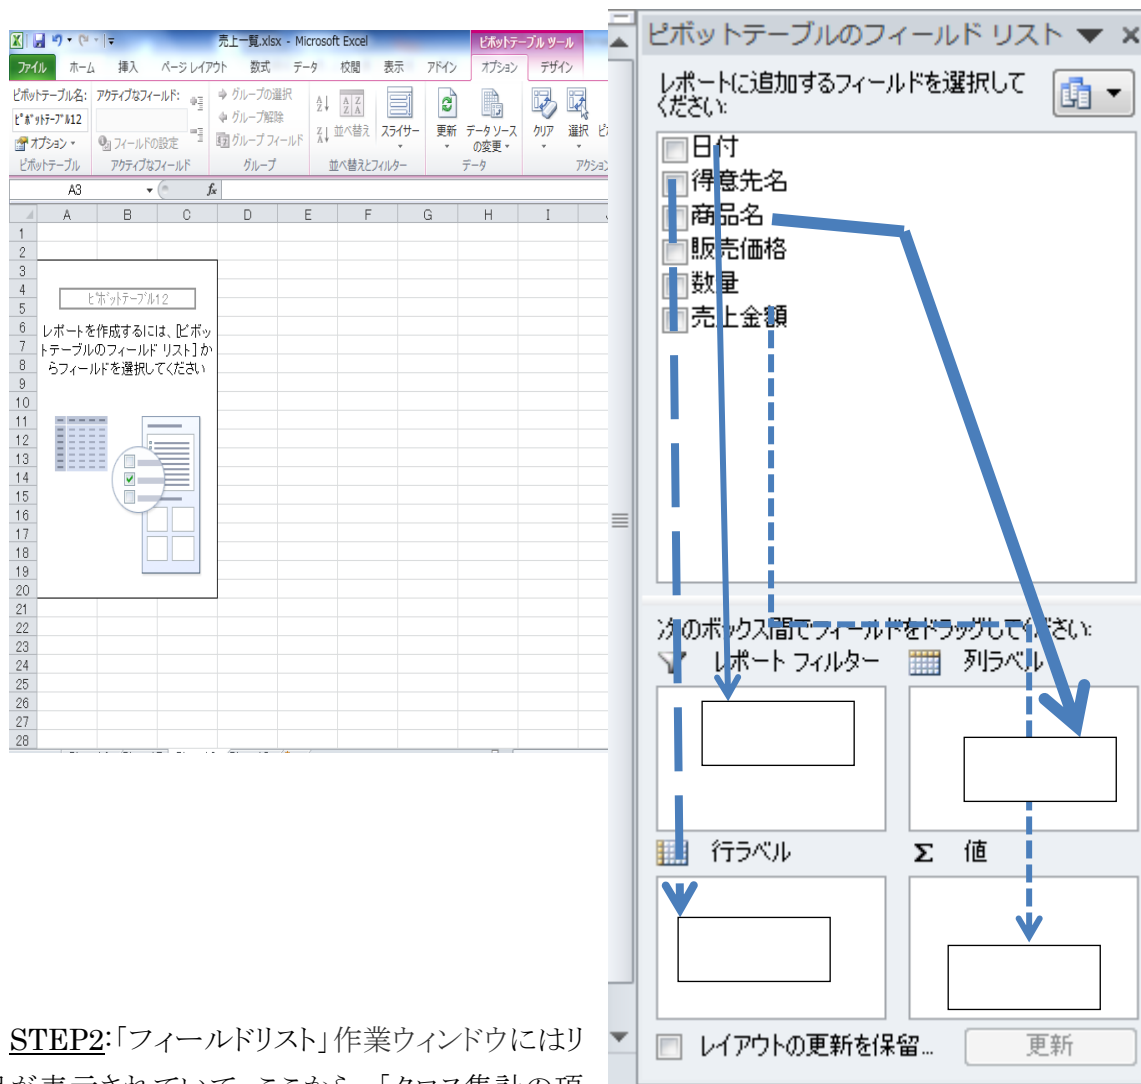 売上一覧.xlsx - Microsoft Excel
ピボットテーブル ツール
ファイル ホーム 挿入 ページ レイアウト 数式 データ 校閲 表示 アドイン オプション デザイン
ピボットテーブル名: アクティブなフィールド:
ピボットテーブル12
オプション
フィールドの設定
グループの選択
グループ解除
グループ フィールド
並べ替え スライサー 更新 データ ソースの変更 クリア 選択
ピボットテーブル アクティブなフィールド グループ 並べ替えとフィルター データ
A3 fx
A B C D E F G H I
1
2
3
4
5
6
7
8
9
10
11
12
13
14
15
16
17
18
19
20
21
22
23
24
25
26
27
28
ピボットテーブル12
レポートを作成するには、[ピボッ
トテーブルのフィールド リスト] か
らフィールドを選択してください
ピボットテーブルのフィールド リスト
レポートに追加するフィールドを選択して
ください:
日付
得意先名
商品名
販売価格
数量
売上金額
次のボックス間でフィールドをドラッグしてください:
レポート フィルター 列ラベル
行ラベル Σ 値
レイアウトの更新を保留... 更新
STEP2:「フィールドリスト」作業ウィンドウにはリ